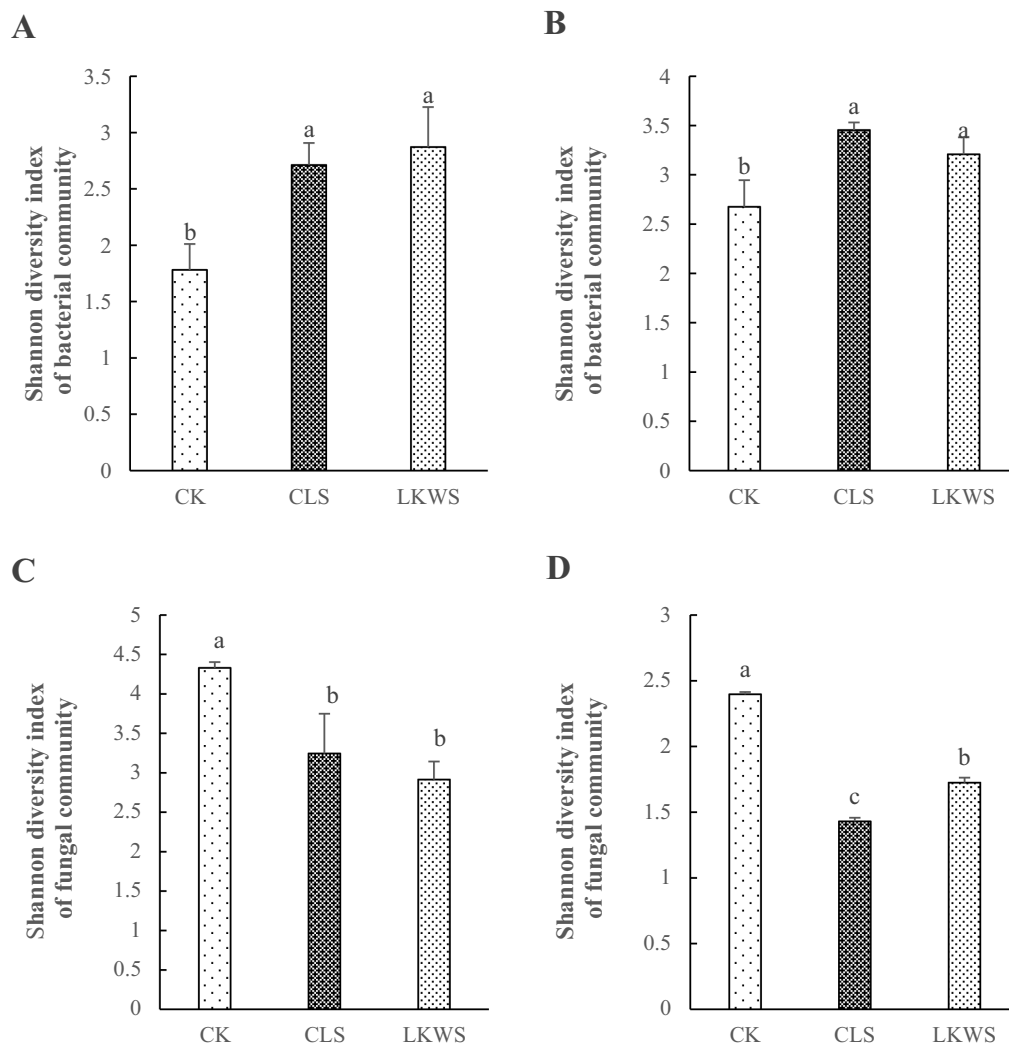 A
Shannon diversity index
of bacterial community
3.5
3
2.5
2
1.5
1
0.5
0
b
a
a
CK
CLS
LKWS
B
Shannon diversity index
of bacterial community
4
3.5
3
2.5
2
1.5
1
0.5
0
b
a
a
CK
CLS
LKWS
C
Shannon diversity index
of fungal community
5
4.5
4
3.5
3
2.5
2
1.5
1
0.5
0
a
b
b
CK
CLS
LKWS
D
Shannon diversity index
of fungal community
3
2.5
2
1.5
1
0.5
0
a
c
b
CK
CLS
LKWS